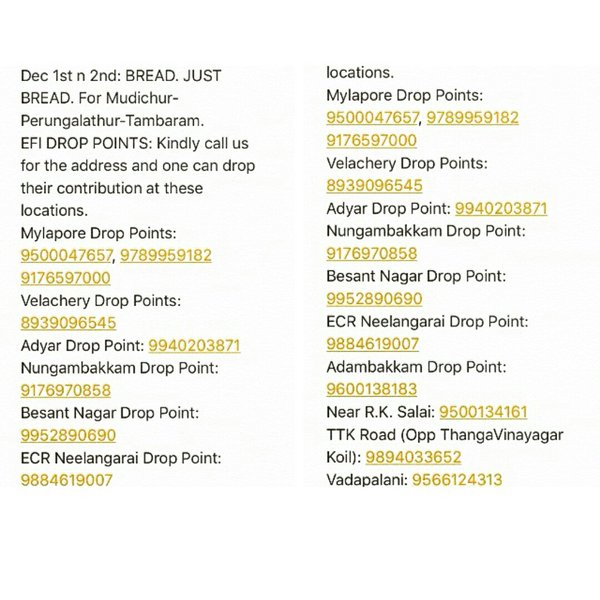 Dec 1st n 2nd: BREAD. JUST
BREAD. For Mudichur-
Perungalathur-Tambaram.
EFI DROP POINTS: Kindly call us
for the address and one can drop
their contribution at these
locations.
Mylapore Drop Points:
9500047657, 9789959182
9176597000
Velachery Drop Points:
8939096545
Adyar Drop Point: 9940203871
Nungambakkam Drop Point:
9176970858
Besant Nagar Drop Point:
9952890690
ECR Neelangarai Drop Point:
9884619007
locations.
Mylapore Drop Points:
9500047657, 9789959182
9176597000
Velachery Drop Points:
8939096545
Adyar Drop Point: 9940203871
Nungambakkam Drop Point:
9176970858
Besant Nagar Drop Point:
9952890690
ECR Neelangarai Drop Point:
9884619007
Adambakkam Drop Point:
9600138183
Near R.K. Salai: 9500134161
TTK Road (Opp ThangaVinayagar
Koil): 9894033652
Vadapalani: 9566124313